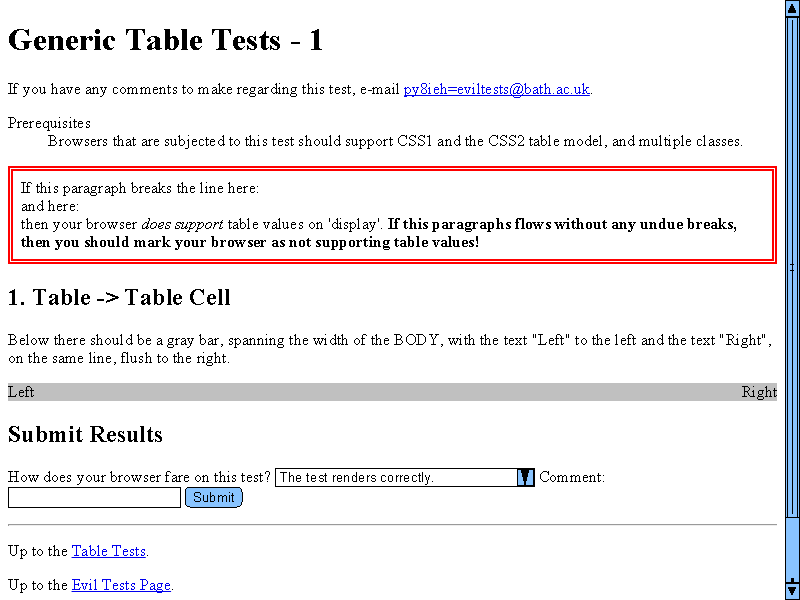 Generic Table Tests - 1
If you have any comments to make regarding this test, e-mail py8ieh=eviltests@bath.ac.uk.
Prerequisites
Browsers that are subjected to this test should support CSS1 and the CSS2 table model, and multiple classes.
If this paragraph breaks the line here:
and here:
then your browser does support table values on 'display'. If this paragraphs flows without any undue breaks,
then you should mark your browser as not supporting table values!
1. Table -> Table Cell
Below there should be a gray bar, spanning the width of the BODY, with the text "Left" to the left and the text "Right",
on the same line, flush to the right.
Left Right
Submit Results
How does your browser fare on this test? The test renders correctly. Comment:
Submit
Up to the Table Tests.
Up to the Evil Tests Page.